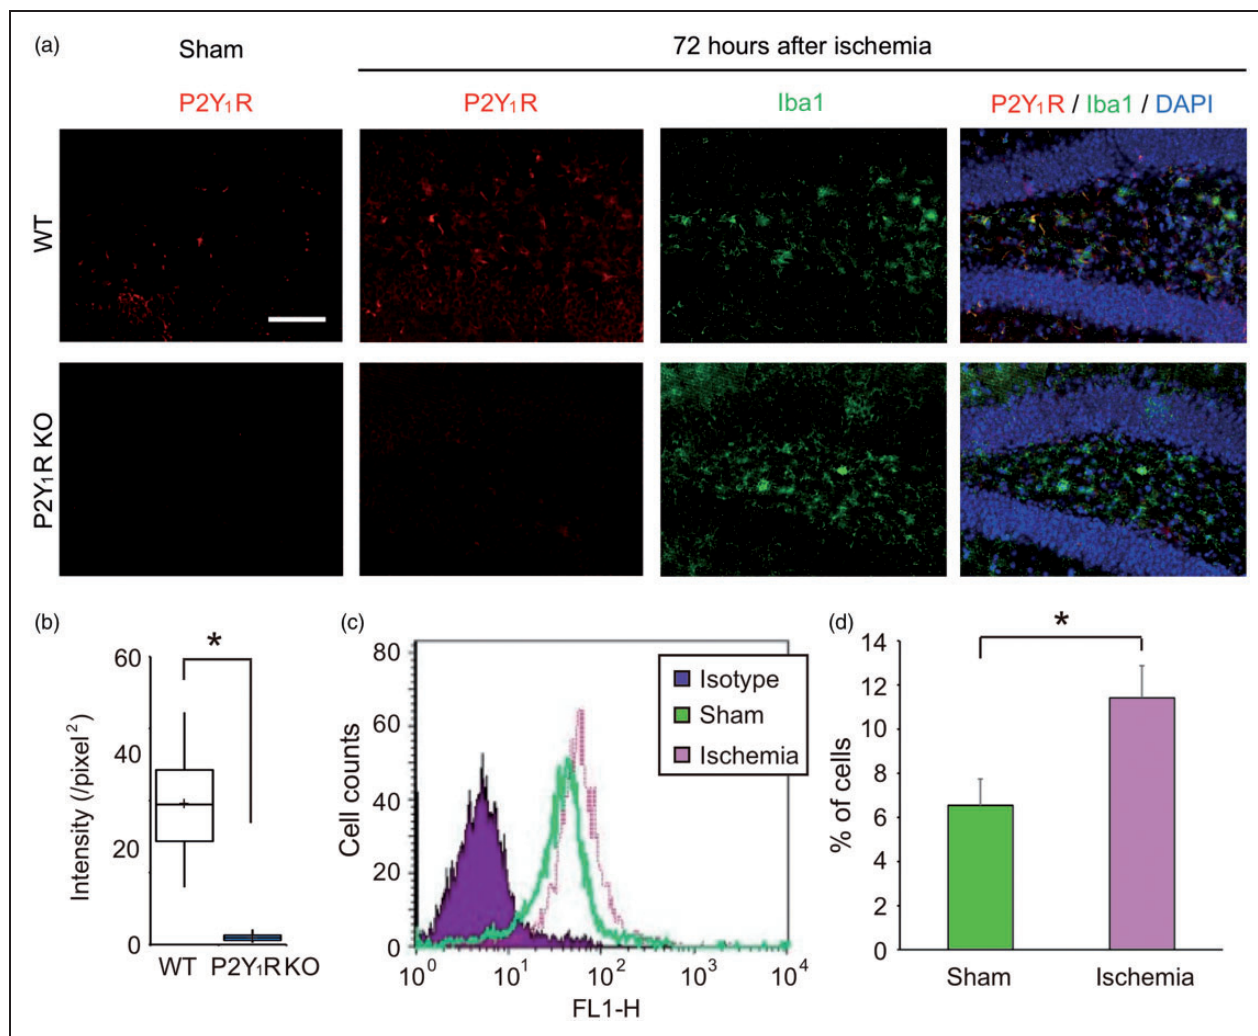 (a)
Sham
72 hours after ischemia
P2Y₁R
P2Y₁R
Iba1
P2Y₁R / Iba1 / DAPI
WT
P2Y₁R KO
(b)
*
60
40
20
0
Intensity (/pixel²)
WT
P2Y₁R KO
(c)
80
60
40
20
0
Cell counts
Isotype
Sham
Ischemia
10⁰
10¹
10²
10³
10⁴
FL1-H
(d)
*
14
12
10
8
6
4
2
0
% of cells
Sham
Ischemia